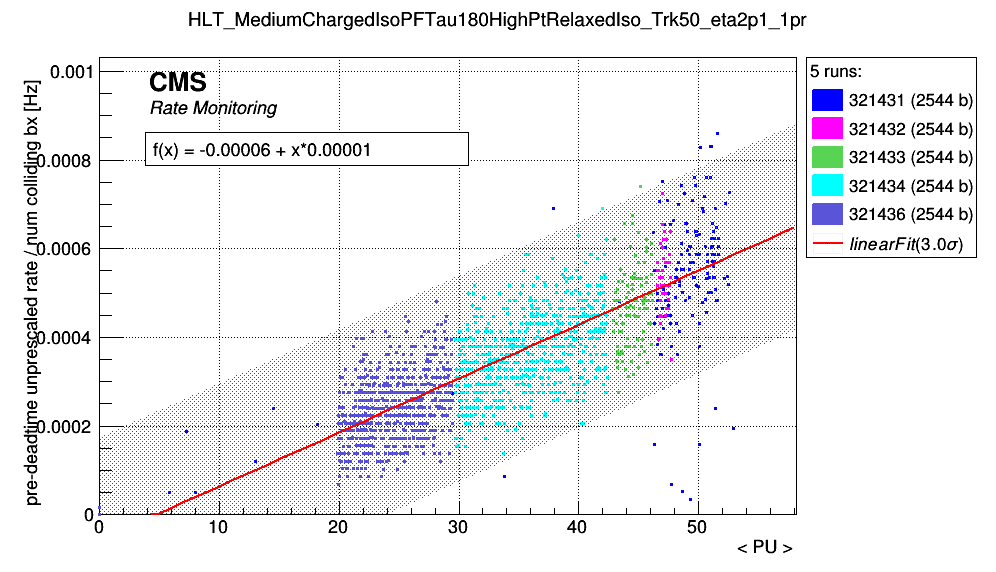 HLT_MediumChargedIsoPFTau180HighPtRelaxedIso_Trk50_eta2p1_1pr
pre-deadtime unprescaled rate / num colliding bx [Hz]
0.001
0.0008
0.0006
0.0004
0.0002
0
CMS
Rate Monitoring
f(x) = -0.00006 + x*0.00001
5 runs:
321431 (2544 b)
321432 (2544 b)
321433 (2544 b)
321434 (2544 b)
321436 (2544 b)
linearFit(3.0σ)
0 10 20 30 40 50
< PU >